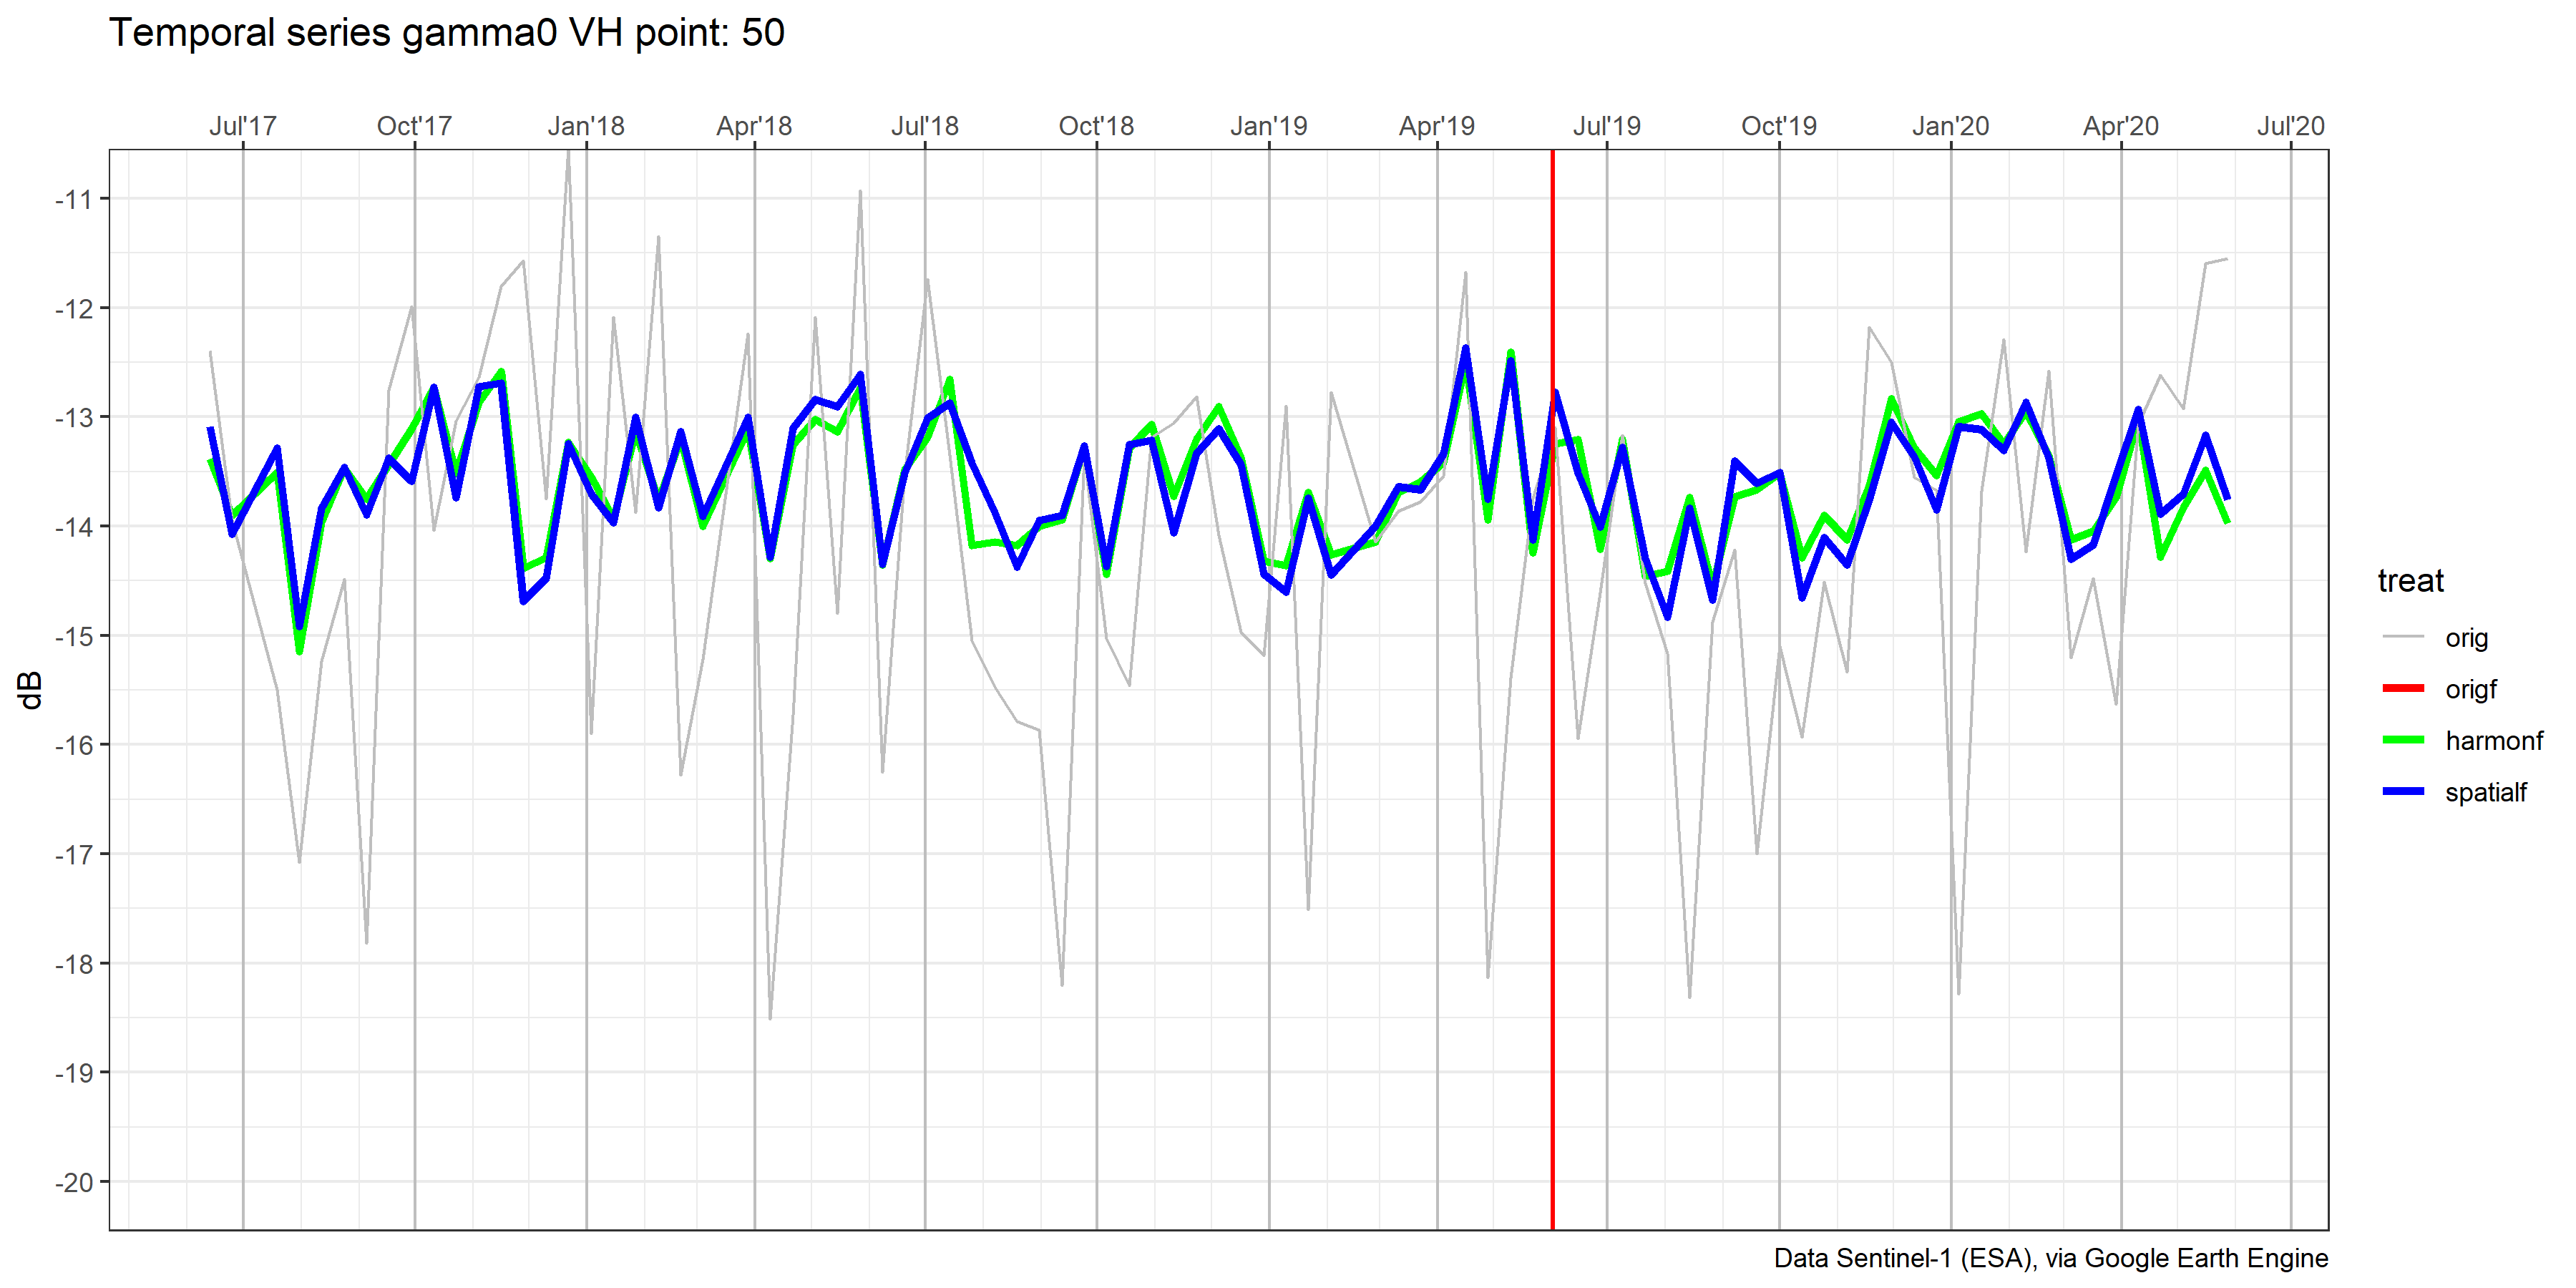 Temporal series gamma0 VH point: 50
Jul'17 Oct'17 Jan'18 Apr'18 Jul'18 Oct'18 Jan'19 Apr'19 Jul'19 Oct'19 Jan'20 Apr'20 Jul'20
-11
-12
-13
-14
-15
-16
-17
-18
-19
-20
dB
treat
orig
origf
harmonf
spatialf
Data Sentinel-1 (ESA), via Google Earth Engine